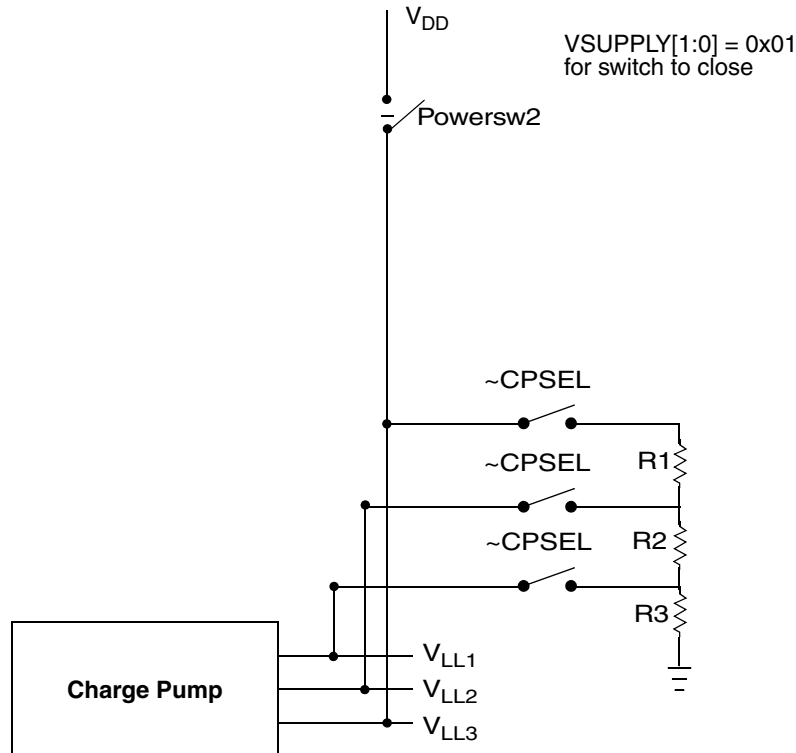 VDD
VSUPPLY[1:0] = 0x01
for switch to close
Powersw2
~CPSEL
R1
~CPSEL
R2
~CPSEL
R3
Charge Pump
VLL1
VLL2
VLL3